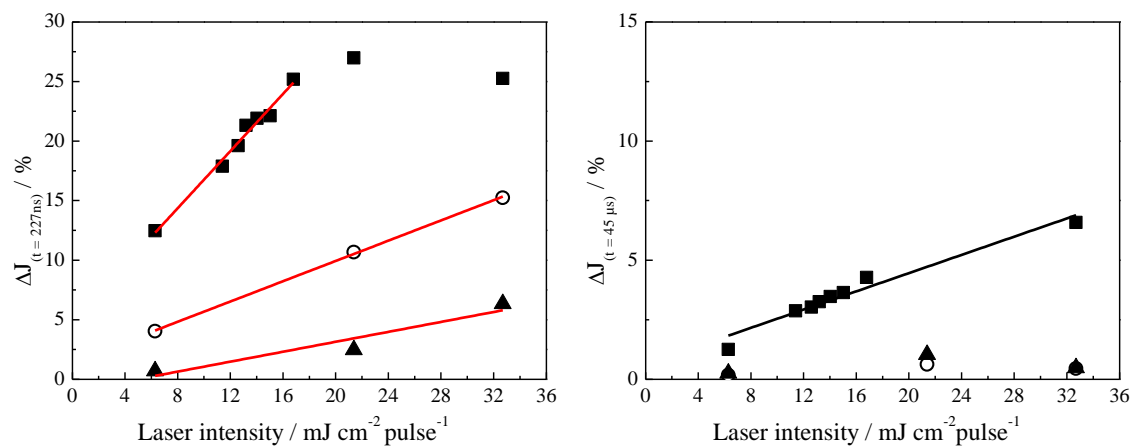 30
25
20
15
10
5
0
0 4 8 12 16 20 24 28 32 36
ΔJ(t = 227ns) / %
Laser intensity / mJ cm-2 pulse-1
15
10
5
0
0 4 8 12 16 20 24 28 32 36
ΔJ(t = 45 μs) / %
Laser intensity / mJ cm-2 pulse-1